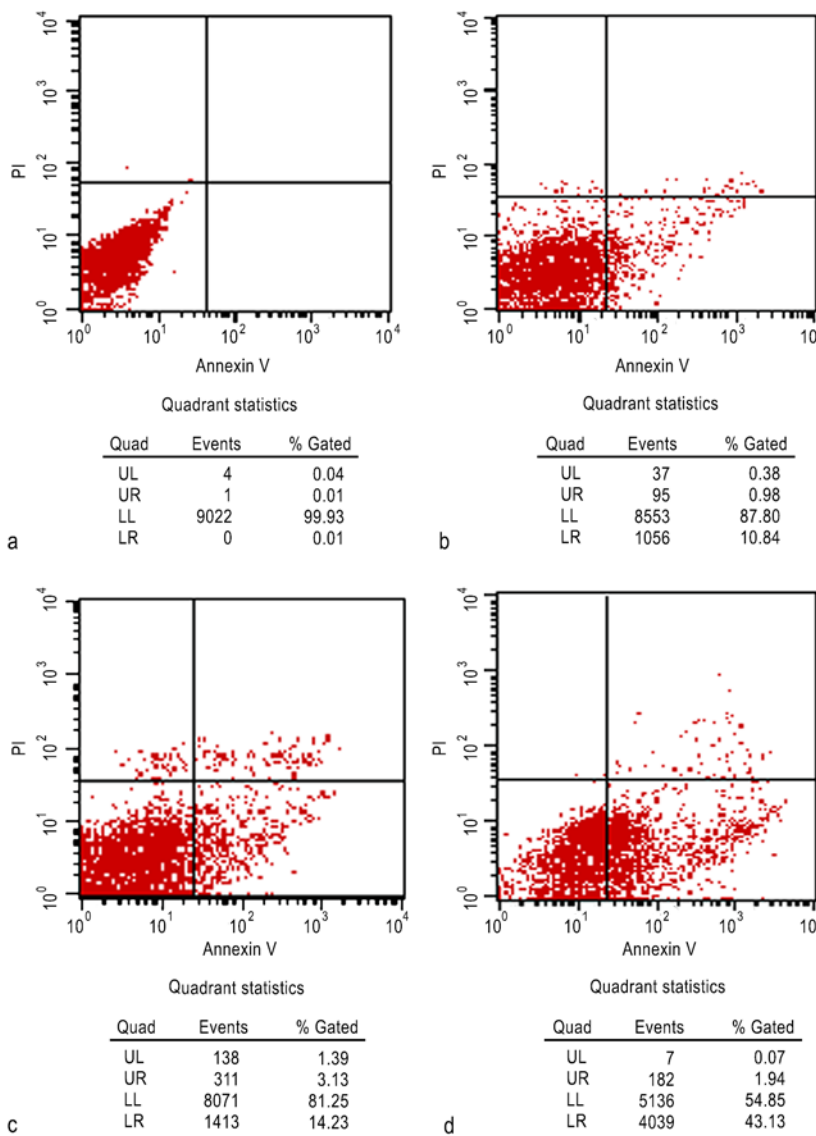 10^4
10^3
10^2
10^1
10^0
PI
10^0 10^1 10^2 10^3 10^4
Annexin V
Quadrant statistics
Quad Events % Gated
UL 4 0.04
UR 1 0.01
LL 9022 99.93
LR 0 0.01
a
10^4
10^3
10^2
10^1
10^0
PI
10^0 10^1 10^2 10^3 10
Annexin V
Quadrant statistics
Quad Events % Gated
UL 37 0.38
UR 95 0.98
LL 8553 87.80
LR 1056 10.84
b
10^4
10^3
10^2
10^1
10^0
PI
10^0 10^1 10^2 10^3 10^4
Annexin V
Quadrant statistics
Quad Events % Gated
UL 138 1.39
UR 311 3.13
LL 8071 81.25
LR 1413 14.23
c
10^4
10^3
10^2
10^1
10^0
PI
10^0 10^1 10^2 10^3 10
Annexin V
Quadrant statistics
Quad Events % Gated
UL 7 0.07
UR 182 1.94
LL 5136 54.85
LR 4039 43.13
d